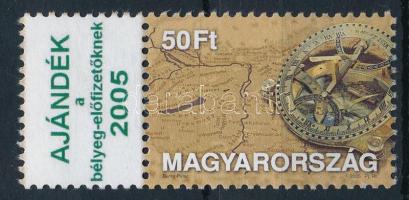 AJÁNDÉK
a
bélyeg-előfizetőknek
2005
50Ft
MAGYARORSZÁG